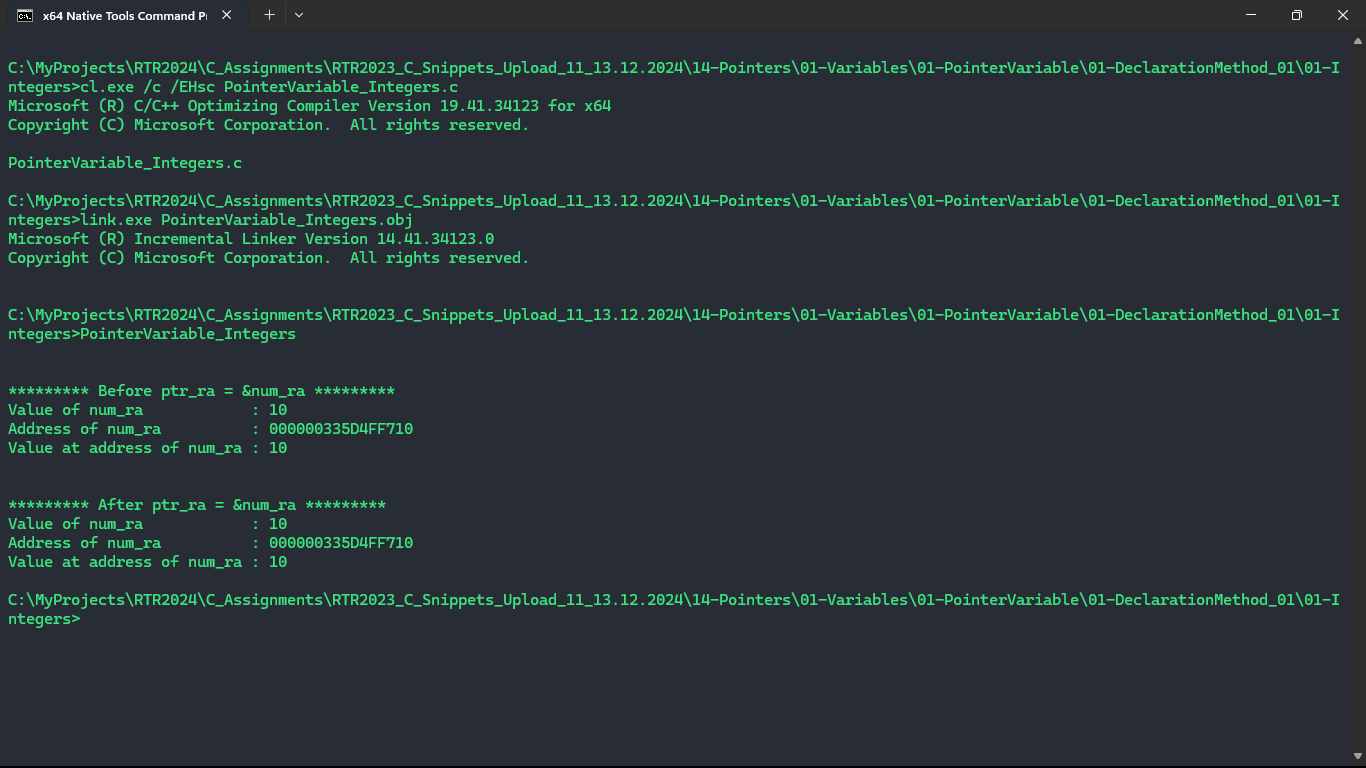 x64 Native Tools Command P
C:\MyProjects\RTR2024\C_Assignments\RTR2023_C_Snippets_Upload_11_13.12.2024\14-Pointers\01-Variables\01-PointerVariable\01-DeclarationMethod_01\01-I
ntegers>cl.exe /c /EHsc PointerVariable_Integers.c
Microsoft (R) C/C++ Optimizing Compiler Version 19.41.34123 for x64
Copyright (C) Microsoft Corporation.  All rights reserved.
PointerVariable_Integers.c
C:\MyProjects\RTR2024\C_Assignments\RTR2023_C_Snippets_Upload_11_13.12.2024\14-Pointers\01-Variables\01-PointerVariable\01-DeclarationMethod_01\01-I
ntegers>link.exe PointerVariable_Integers.obj
Microsoft (R) Incremental Linker Version 14.41.34123.0
Copyright (C) Microsoft Corporation.  All rights reserved.
C:\MyProjects\RTR2024\C_Assignments\RTR2023_C_Snippets_Upload_11_13.12.2024\14-Pointers\01-Variables\01-PointerVariable\01-DeclarationMethod_01\01-I
ntegers>PointerVariable_Integers
********* Before ptr_ra = &num_ra *********
Value of num_ra            : 10
Address of num_ra          : 000000335D4FF710
Value at address of num_ra : 10
********* After ptr_ra = &num_ra *********
Value of num_ra            : 10
Address of num_ra          : 000000335D4FF710
Value at address of num_ra : 10
C:\MyProjects\RTR2024\C_Assignments\RTR2023_C_Snippets_Upload_11_13.12.2024\14-Pointers\01-Variables\01-PointerVariable\01-DeclarationMethod_01\01-I
ntegers>